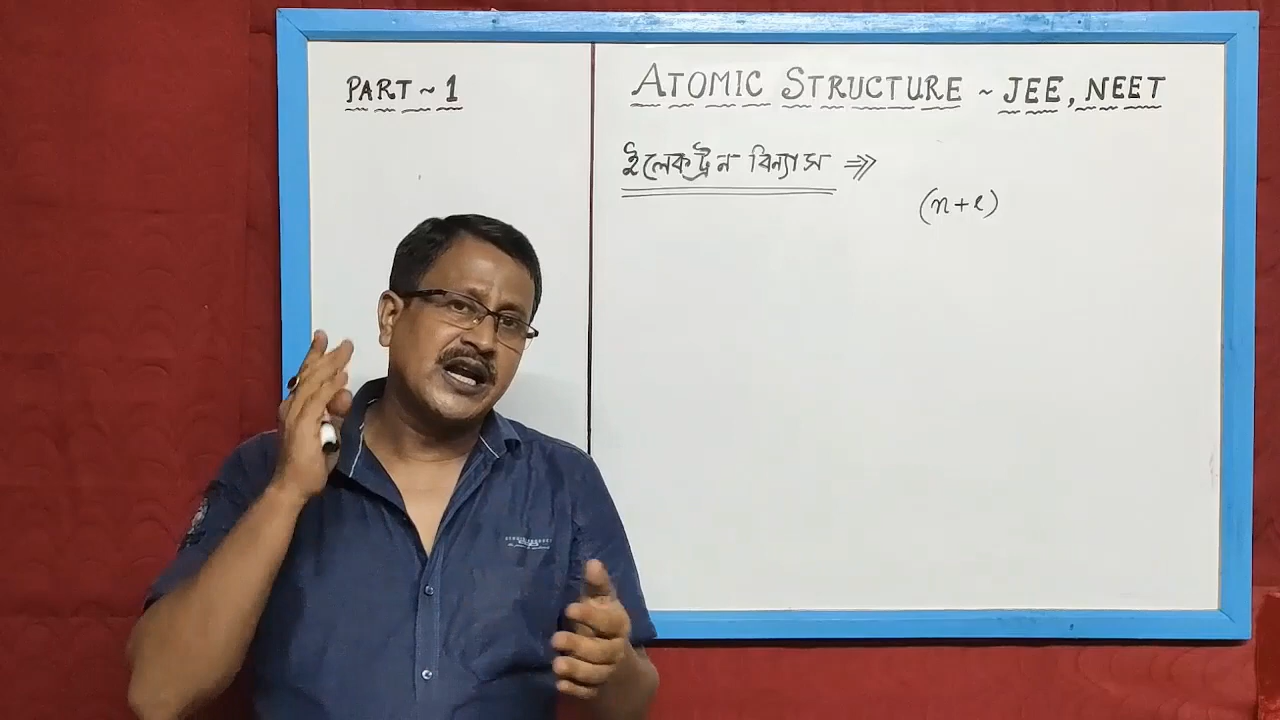 PART ~ 1
ATOMIC STRUCTURE ~ JEE, NEET
ইলেকট্রন বিন্যাস ⇒
(n+l)